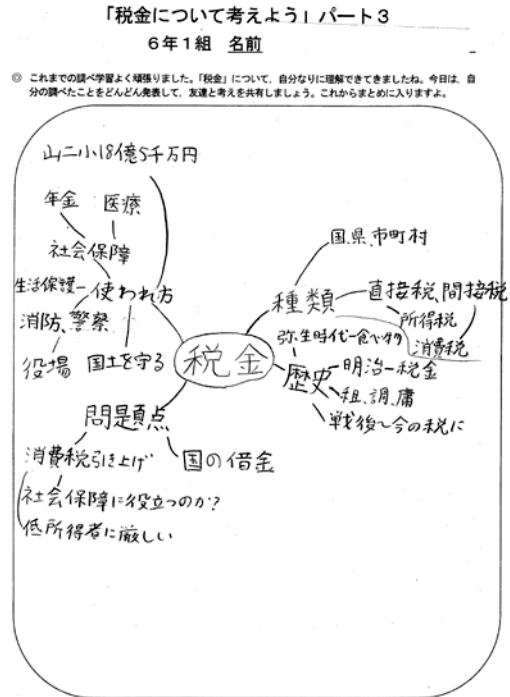 「税金について考えよう」パート3
6年1組 名前
◎ これまでの調べ学習よく頑張りました。「税金」について、自分なりに理解できてきましたね。今日は、自
分の調べたことをどんどん発表して、友達と考えを共有しましょう。これからまとめに入りますよ。
山二小18億5千万円
年金 医療
社会保障
生活保護
使われ方
消防、警察
役場
国土を守る
税金
国、県、市町村
種類
直接税、間接税
所得税
消費税
歴史
弥生時代ー食べ物
明治ー税金
租、調、庸
戦後〜今の税に
問題点
消費税引き上げ
国の借金
社会保障に役立つのか?
低所得者に厳しい